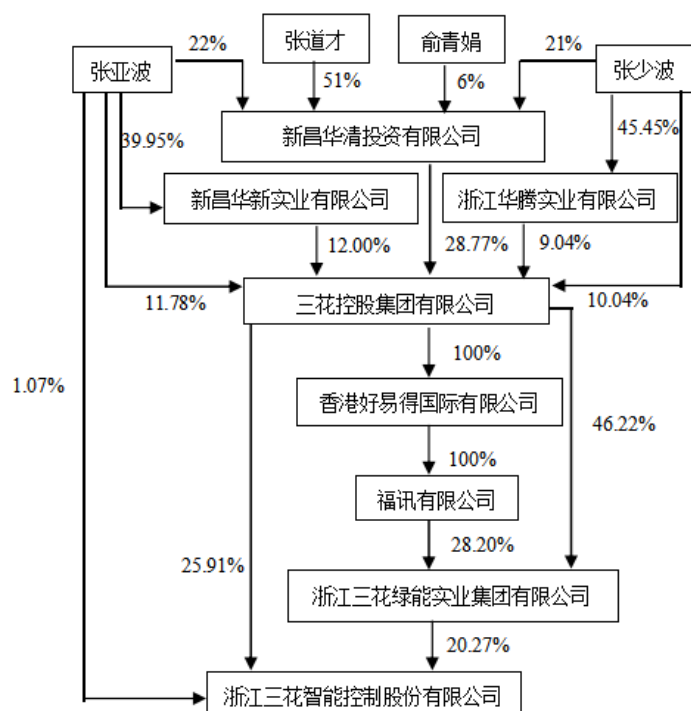 22%
张道才
俞青娟
21%
张亚波
张少波
51%
6%
39.95%
新昌华清投资有限公司
45.45%
新昌华新实业有限公司
浙江华腾实业有限公司
12.00%
28.77%
9.04%
11.78%
三花控股集团有限公司
10.04%
100%
1.07%
香港好易得国际有限公司
46.22%
100%
福讯有限公司
25.91%
28.20%
浙江三花绿能实业集团有限公司
20.27%
浙江三花智能控制股份有限公司